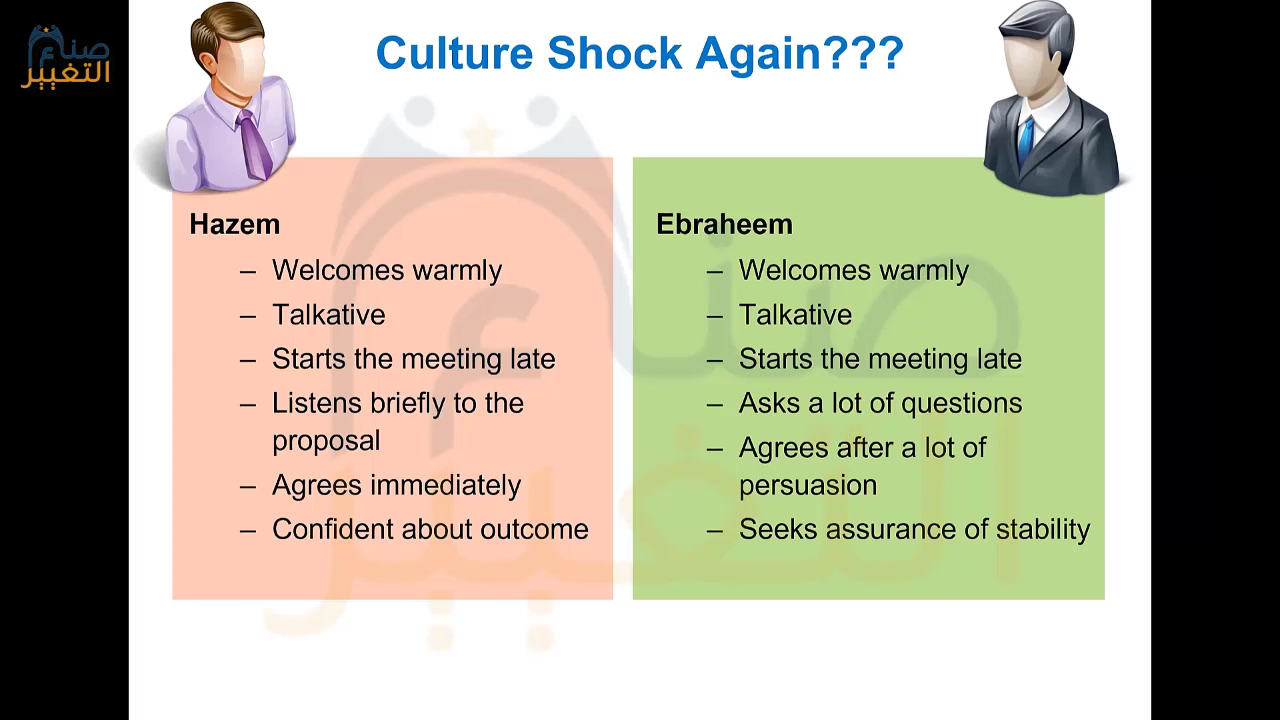 صناع
التغيير
Culture Shock Again???
Hazem
– Welcomes warmly
– Talkative
– Starts the meeting late
– Listens briefly to the
proposal
– Agrees immediately
– Confident about outcome
Ebraheem
– Welcomes warmly
– Talkative
– Starts the meeting late
– Asks a lot of questions
– Agrees after a lot of
persuasion
– Seeks assurance of stability
صناع
التغيير